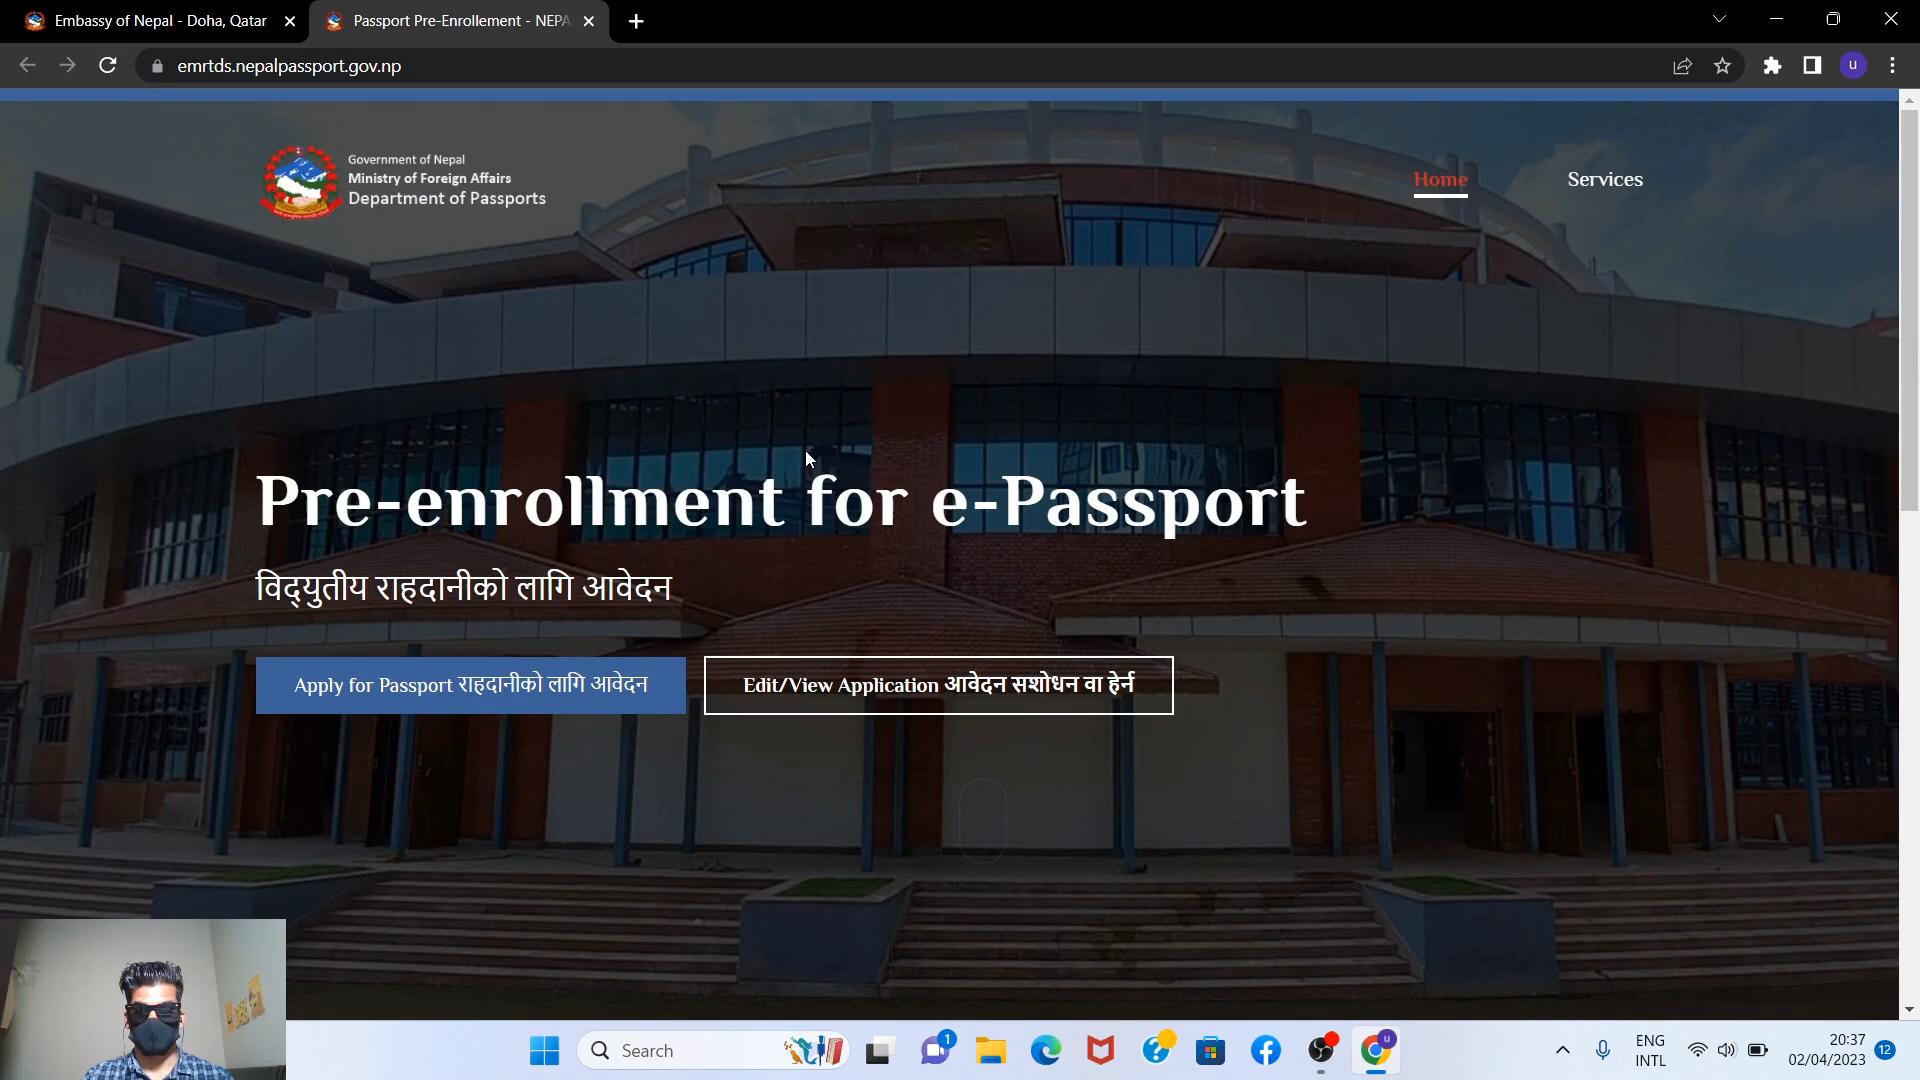 Embassy of Nepal - Doha, Qatar
Passport Pre-Enrollement - NEPA
emrtds.nepalpassport.gov.np
u
Government of Nepal
Ministry of Foreign Affairs
Department of Passports
Home
Services
Pre-enrollment for e-Passport
विद्युतीय राहदानीको लागि आवेदन
Apply for Passport राहदानीको लागि आवेदन
Edit/View Application आवेदन सशोधन वा हेर्न
Search
1
u
ENG
INTL
20:37
02/04/2023
12